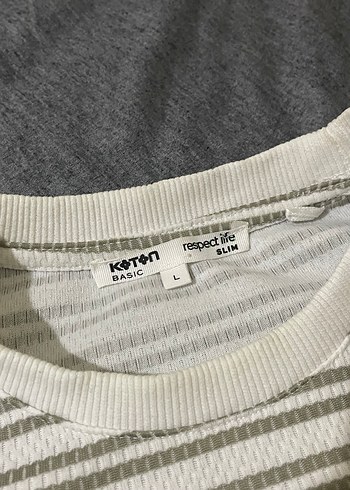 KOTON
BASIC
L
respect life
SLIM